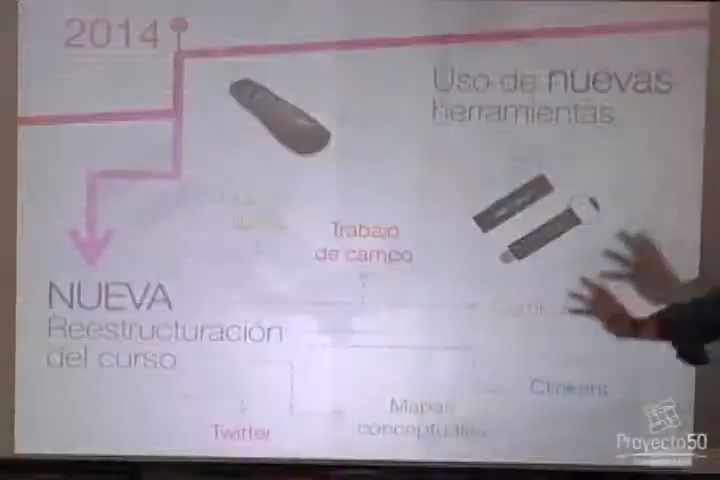 2014
Uso de nuevas
herramientas
Trabajo
de campo
NUEVA
Reestructuración
del curso
Clickers
Mapas
conceptuales
Twitter
Proyecto50